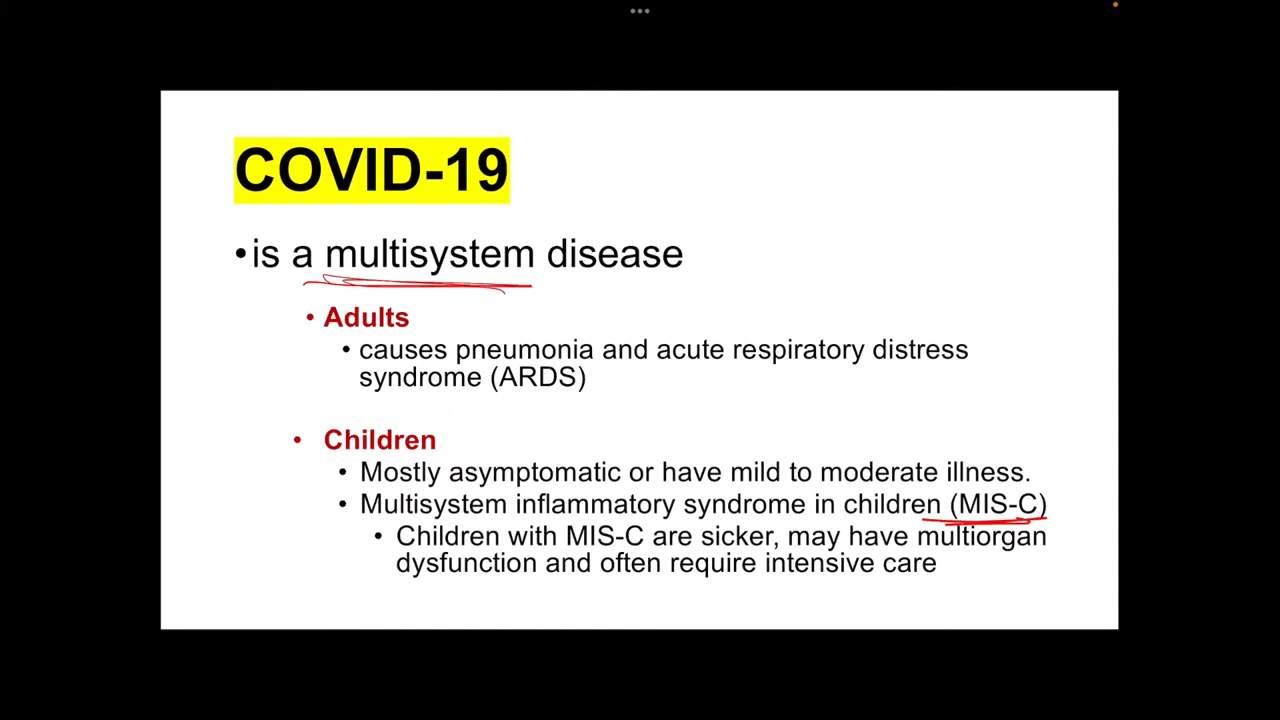 COVID-19
•is a multisystem disease
• Adults
• causes pneumonia and acute respiratory distress
syndrome (ARDS)
• Children
• Mostly asymptomatic or have mild to moderate illness.
• Multisystem inflammatory syndrome in children (MIS-C)
• Children with MIS-C are sicker, may have multiorgan
dysfunction and often require intensive care